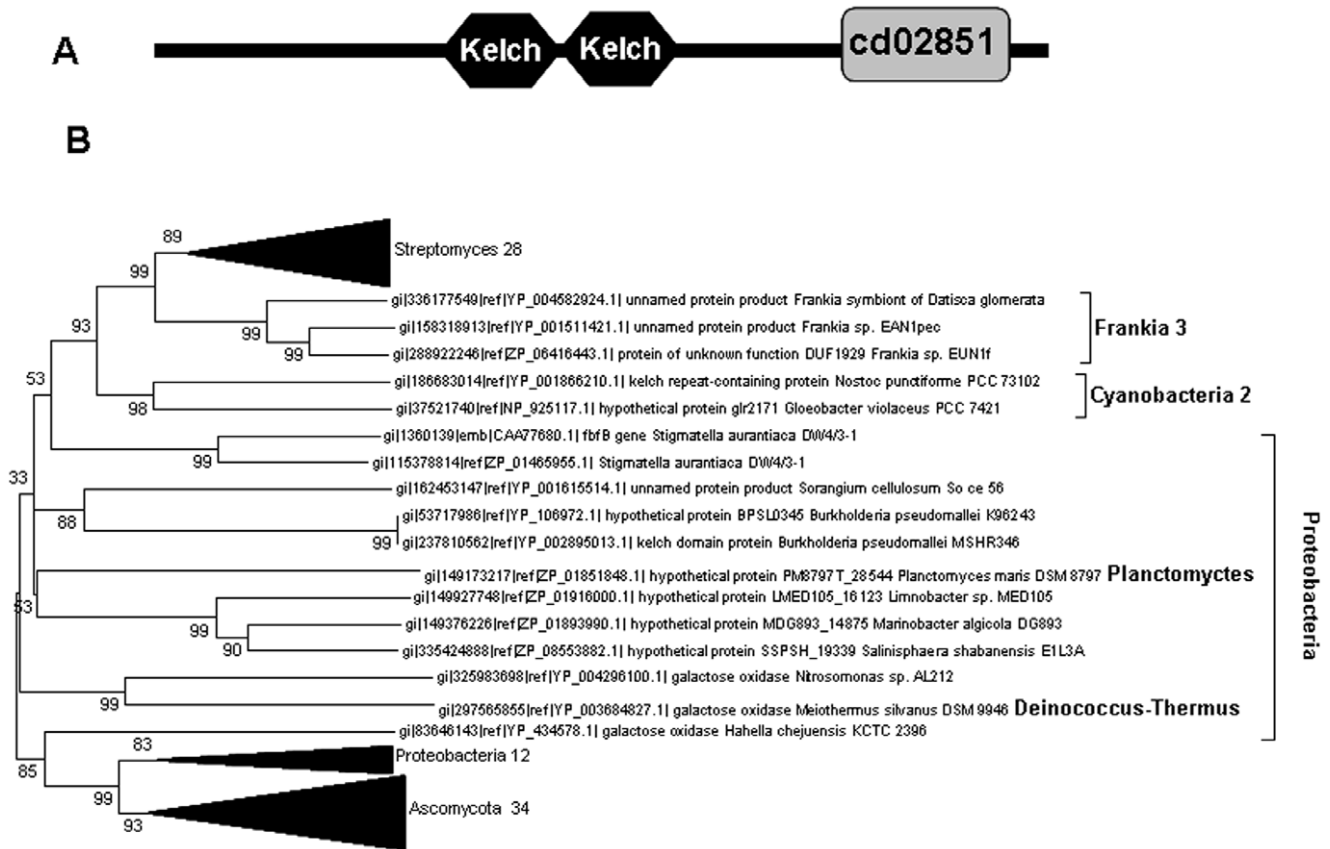 A
Kelch Kelch cd02851
B
89
Streptomyces 28
99
gi|336177549|ref|YP_004582924.1| unnamed protein product Frankia symbiont of Datisca glomerata
93
99
gi|158318913|ref|YP_001511421.1| unnamed protein product Frankia sp. EAN1pec
Frankia 3
99
gi|288922246|ref|ZP_06416443.1| protein of unknown function DUF1929 Frankia sp. EUN1f
53
gi|186683014|ref|YP_001866210.1| kelch repeat-containing protein Nostoc punctiforme PCC 73102
Cyanobacteria 2
98
gi|37521740|ref|NP_925117.1| hypothetical protein glr2171 Gloeobacter violaceus PCC 7421
gi|1360139|emb|CAA77680.1| fbfB gene Stigmatella aurantiaca DW4/3-1
99
gi|115378814|ref|ZP_01465955.1| Stigmatella aurantiaca DW4/3-1
33
gi|162453147|ref|YP_001615514.1| unnamed protein product Sorangium cellulosum So ce 56
88
gi|53717986|ref|YP_106972.1| hypothetical protein BPSL0345 Burkholderia pseudomallei K96243
99
gi|237810562|ref|YP_002895013.1| kelch domain protein Burkholderia pseudomallei MSHR346
Proteobacteria
gi|149173217|ref|ZP_01851848.1| hypothetical protein PM8797T_28544 Planctomyces maris DSM 8797 Planctomyctes
53
gi|149927748|ref|ZP_01916000.1| hypothetical protein LMED105_16123 Limnobacter sp. MED105
99
gi|149376226|ref|ZP_01893990.1| hypothetical protein MDG893_14875 Marinobacter algicola DG893
90
gi|335424888|ref|ZP_08553882.1| hypothetical protein SSPSH_19339 Salinisphaera shabanensis E1L3A
gi|325983698|ref|YP_004296100.1| galactose oxidase Nitrosomonas sp. AL212
99
gi|297565855|ref|YP_003684827.1| galactose oxidase Meiothermus silvanus DSM 9946 Deinococcus-Thermus
gi|83646143|ref|YP_434578.1| galactose oxidase Hahella chejuensis KCTC 2396
83
Proteobacteria 12
85
99
Ascomycota 34
93